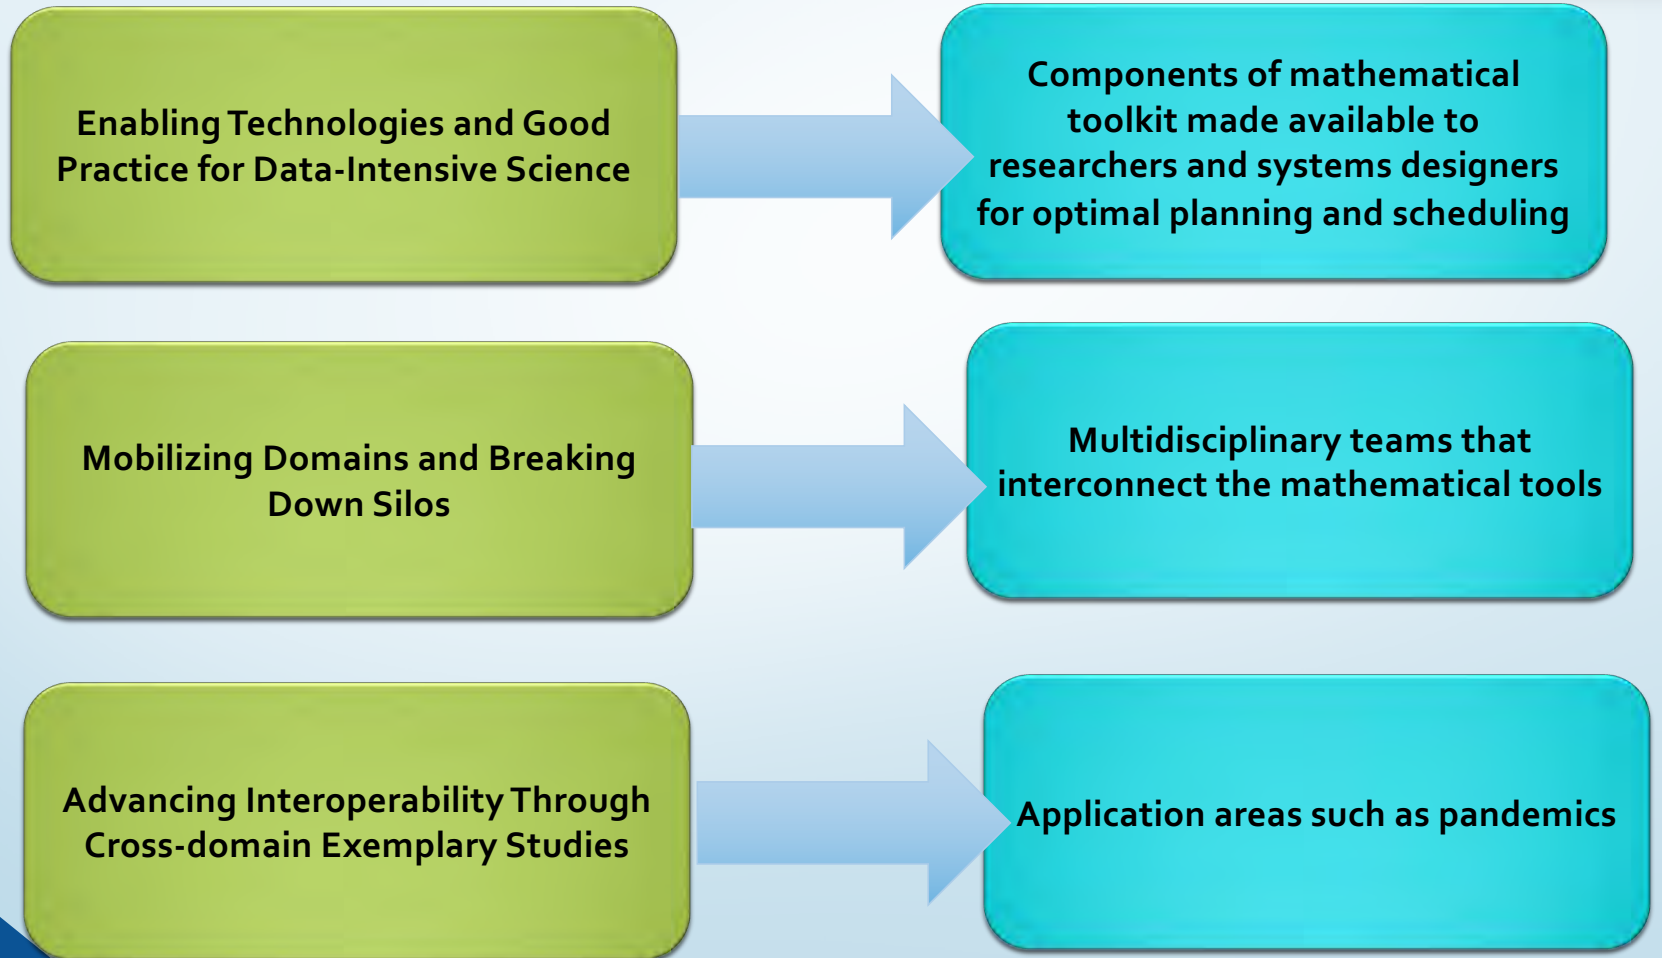 Enabling Technologies and Good
Practice for Data-Intensive Science
Components of mathematical
toolkit made available to
researchers and systems designers
for optimal planning and scheduling
Mobilizing Domains and Breaking
Down Silos
Multidisciplinary teams that
interconnect the mathematical tools
Advancing Interoperability Through
Cross-domain Exemplary Studies
Application areas such as pandemics